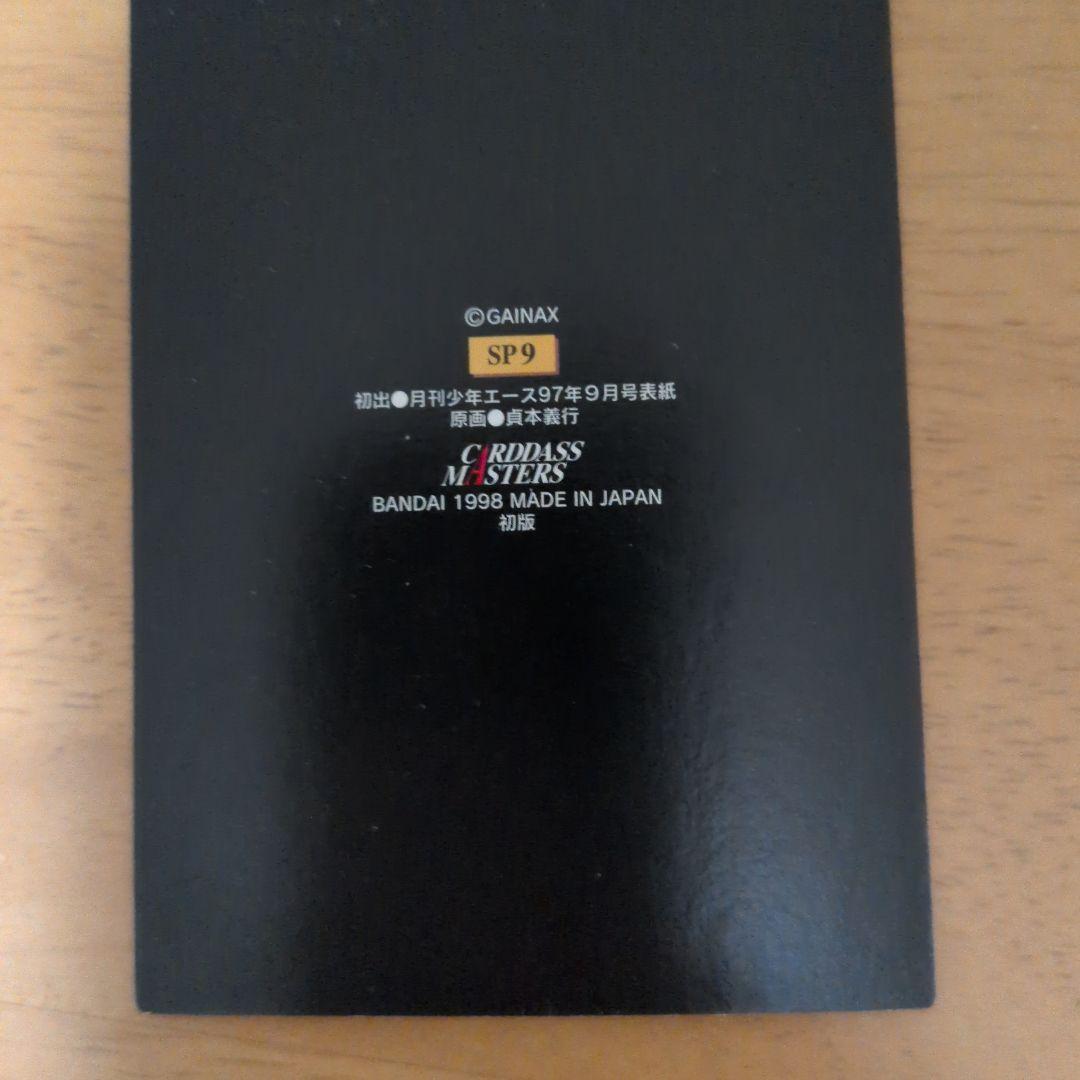 ©GAINAX
SP9
初出●月刊少年エース97年9月号表紙
原画●貞本義行
CARDDASS
MASTERS
BANDAI 1998 MADE IN JAPAN
初版